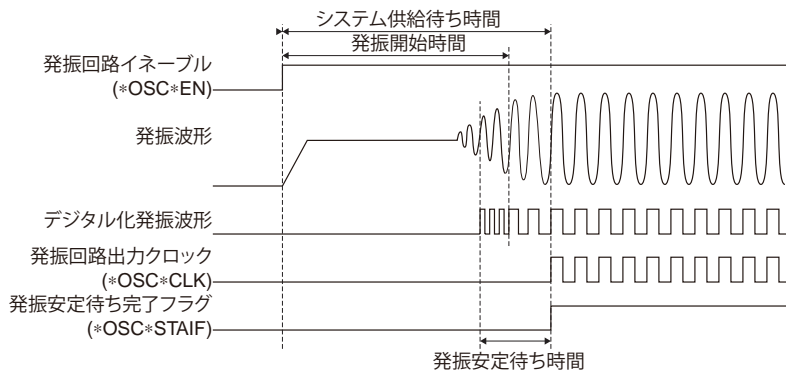 システム供給待ち時間
発振開始時間
発振回路イネーブル
(*OSC*EN)
発振波形
デジタル化発振波形
発振回路出力クロック
(*OSC*CLK)
発振安定待ち完了フラグ
(*OSC*STAIF)
発振安定待ち時間